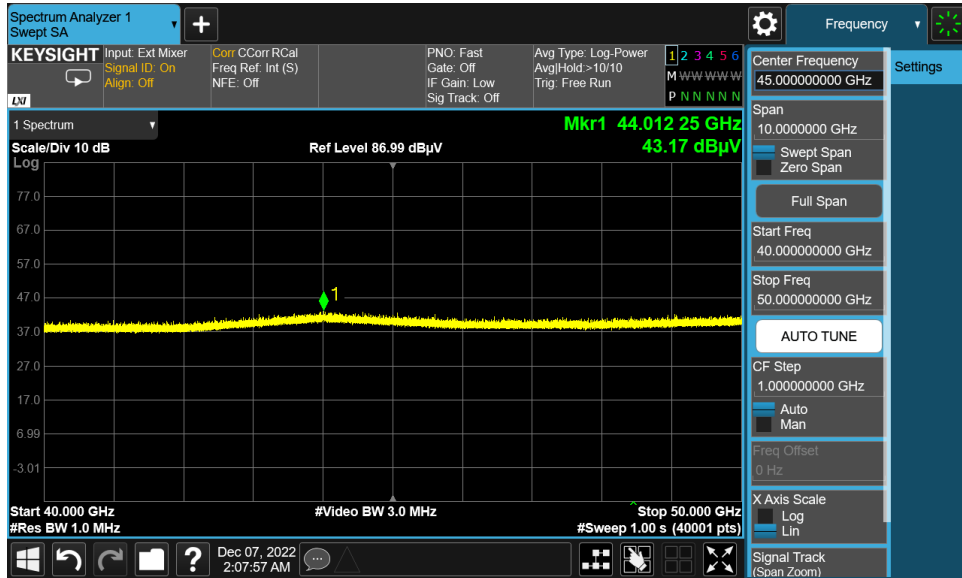 Spectrum Analyzer 1
Swept SA
+
Frequency
KEYSIGHT
LXI
Input: Ext Mixer
Signal ID: On
Align: Off
Corr CCorr RCal
Freq Ref: Int (S)
NFE: Off
PNO: Fast
Gate: Off
IF Gain: Low
Sig Track: Off
Avg Type: Log-Power
Avg|Hold:>10/10
Trig: Free Run
1 2 3 4 5 6
M W W W W W
P N N N N N
1 Spectrum
Scale/Div 10 dB
Log
Ref Level 86.99 dBµV
Mkr1 44.012 25 GHz
43.17 dBµV
77.0
67.0
57.0
47.0
37.0
27.0
17.0
6.99
-3.01
1
Start 40.000 GHz
#Res BW 1.0 MHz
#Video BW 3.0 MHz
Stop 50.000 GHz
#Sweep 1.00 s (40001 pts)
?
Dec 07, 2022
2:07:57 AM
Center Frequency
45.000000000 GHz
Span
10.0000000 GHz
Swept Span
Zero Span
Full Span
Start Freq
40.000000000 GHz
Stop Freq
50.000000000 GHz
AUTO TUNE
CF Step
1.000000000 GHz
Auto
Man
Freq Offset
0 Hz
X Axis Scale
Log
Lin
Signal Track
(Span Zoom)
Settings